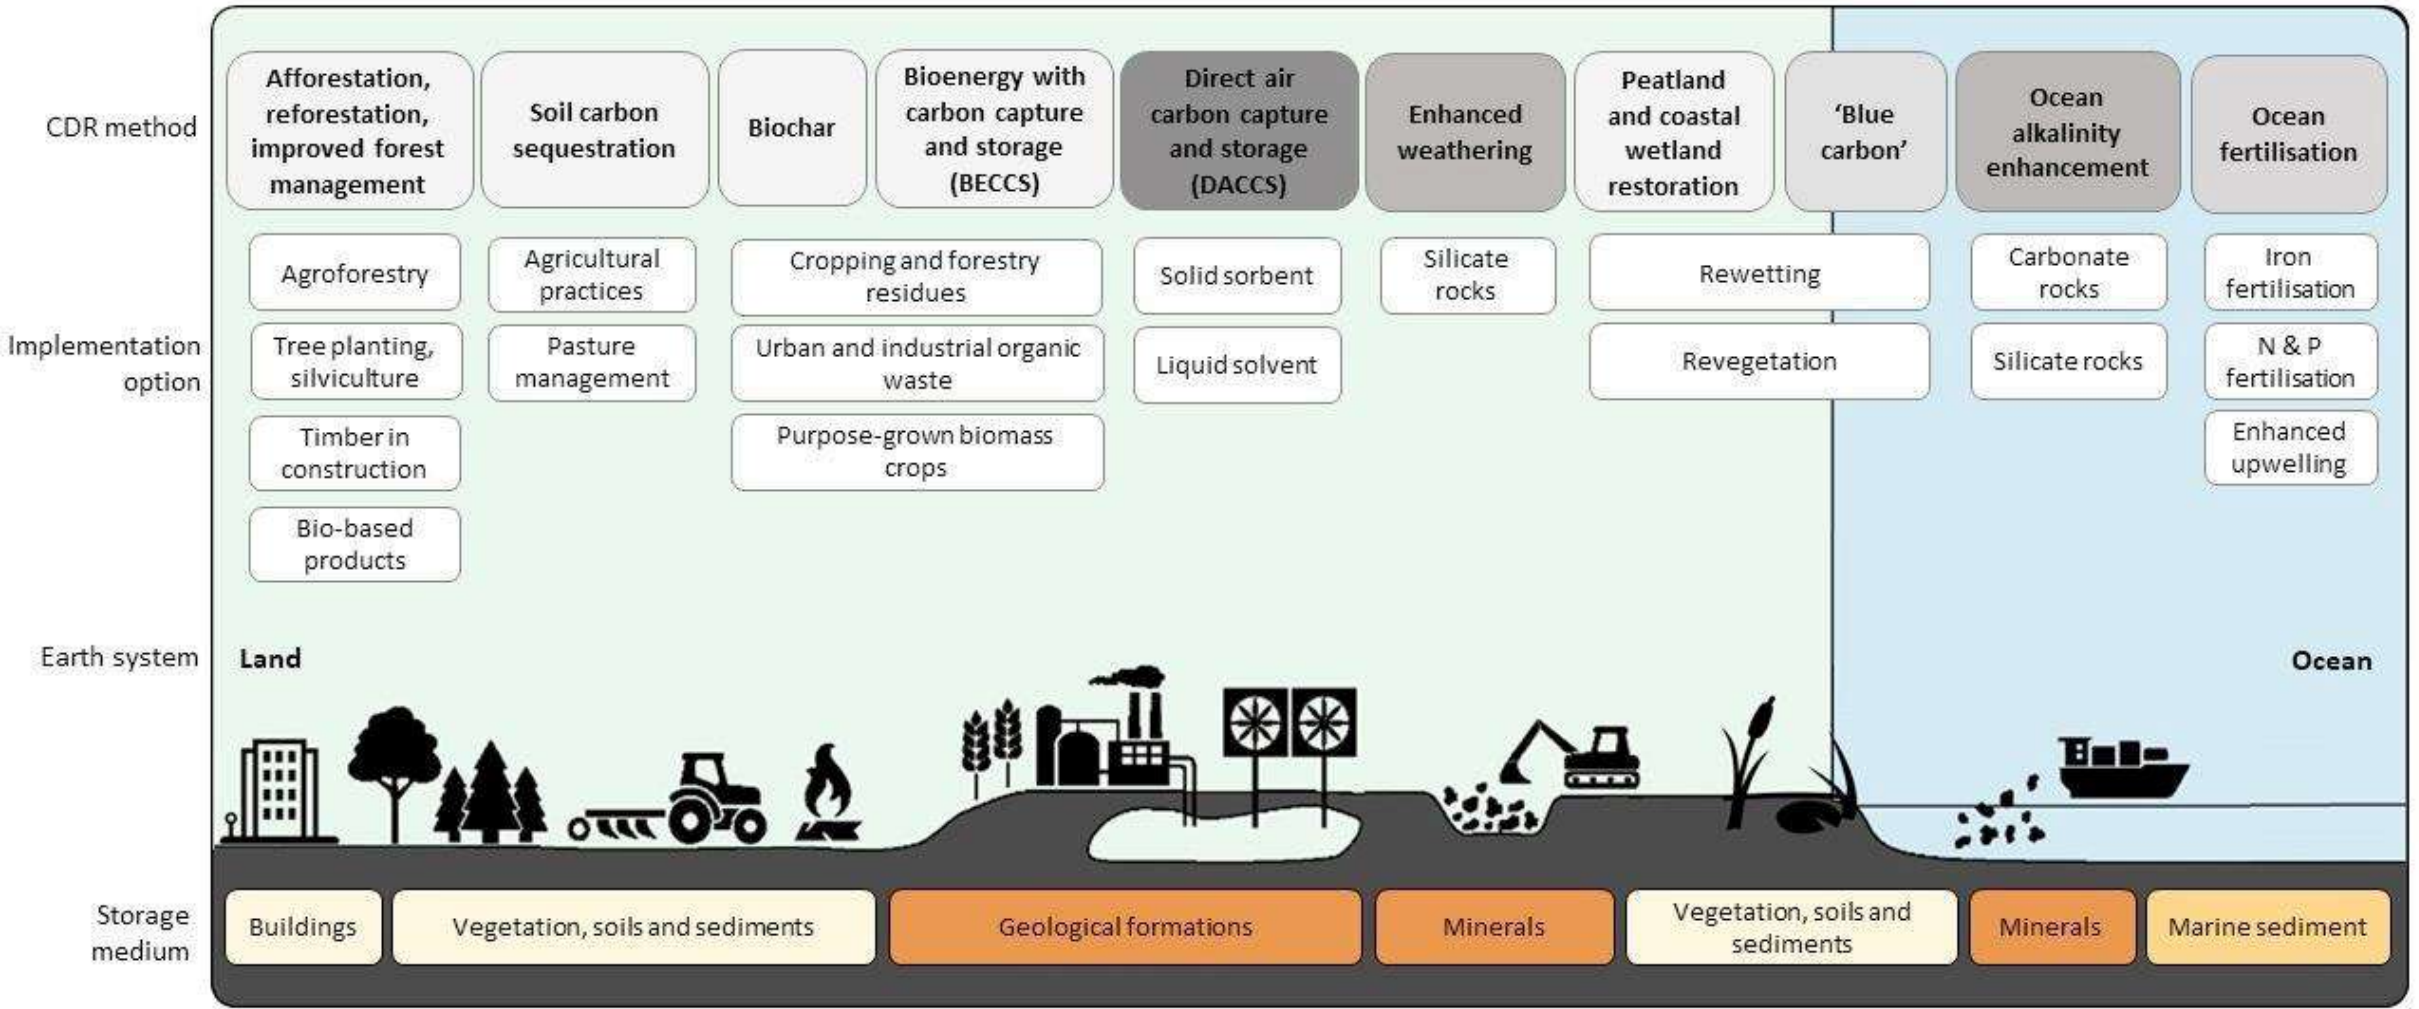 CDR method
Afforestation,
reforestation,
improved forest
management
Soil carbon
sequestration
Biochar
Bioenergy with
carbon capture
and storage
(BECCS)
Direct air
carbon capture
and storage
(DACCS)
Enhanced
weathering
Peatland
and coastal
wetland
restoration
‘Blue
carbon’
Ocean
alkalinity
enhancement
Ocean
fertilisation
Implementation
option
Agroforestry
Tree planting,
silviculture
Timber in
construction
Bio-based
products
Agricultural
practices
Pasture
management
Cropping and forestry
residues
Urban and industrial organic
waste
Purpose-grown biomass
crops
Solid sorbent
Liquid solvent
Silicate
rocks
Rewetting
Revegetation
Carbonate
rocks
Silicate rocks
Iron
fertilisation
N & P
fertilisation
Enhanced
upwelling
Earth system
Land
Ocean
Storage
medium
Buildings
Vegetation, soils and sediments
Geological formations
Minerals
Vegetation, soils and
sediments
Minerals
Marine sediment